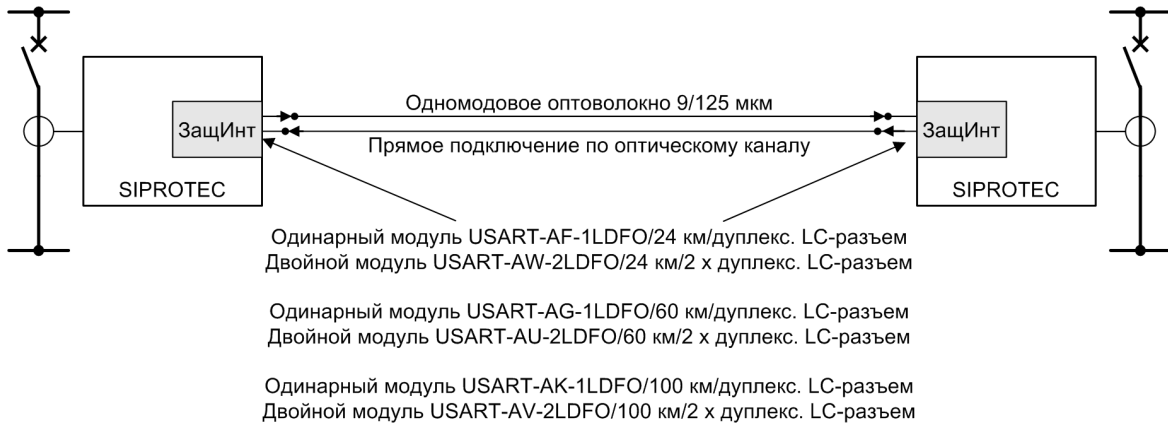 Одномодовое оптоволокно 9/125 мкм
ЗащИнт
ЗащИнт
Прямое подключение по оптическому каналу
SIPROTEC
SIPROTEC
Одинарный модуль USART-AF-1LDFO/24 км/дуплекс. LC-разъем
Двойной модуль USART-AW-2LDFO/24 км/2 х дуплекс. LC-разъем
Одинарный модуль USART-AG-1LDFO/60 км/дуплекс. LC-разъем
Двойной модуль USART-AU-2LDFO/60 км/2 х дуплекс. LC-разъем
Одинарный модуль USART-AK-1LDFO/100 км/дуплекс. LC-разъем
Двойной модуль USART-AV-2LDFO/100 км/2 х дуплекс. LC-разъем